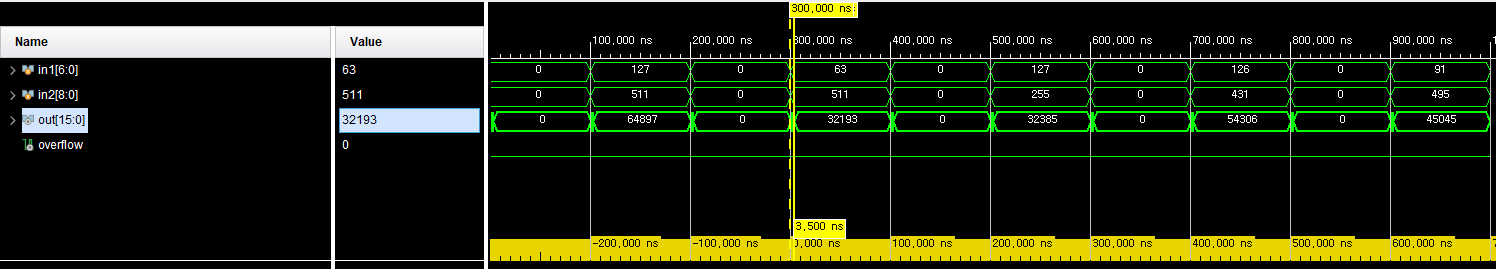 300,000 ns
Name Value
100,000 ns 200,000 ns 300,000 ns 400,000 ns 500,000 ns 600,000 ns 700,000 ns 800,000 ns 900,000 ns
in1[6:0] 63 0 127 0 63 0 127 0 126 0 91
in2[8:0] 511 0 511 0 511 0 255 0 431 0 495
out[15:0] 32193 0 64897 0 32193 0 32385 0 54306 0 45045
overflow 0
3,500 ns
-200,000 ns -100,000 ns 0,000 ns 100,000 ns 200,000 ns 300,000 ns 400,000 ns 500,000 ns 600,000 ns